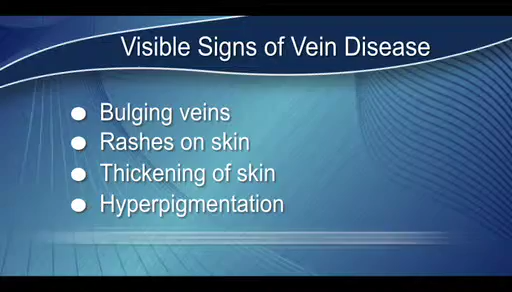 Visible Signs of Vein Disease
Bulging veins
Rashes on skin
Thickening of skin
Hyperpigmentation